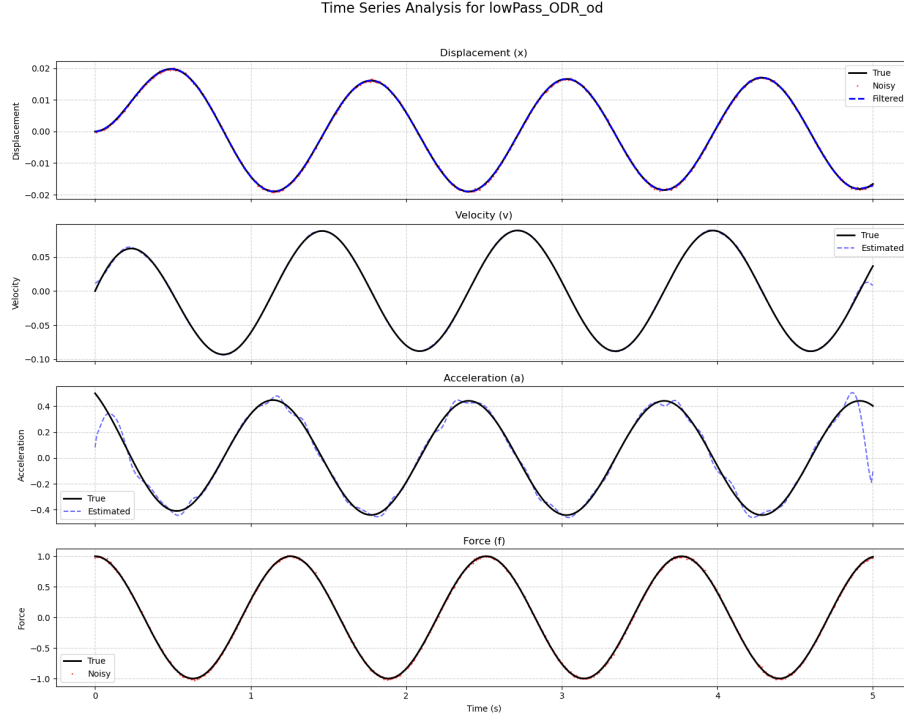 Time Series Analysis for lowPass_ODR_od
Displacement (x)
0.02
0.01
0.00
−0.01
−0.02
Displacement
True
Noisy
Filtered
Velocity (v)
0.05
0.00
−0.05
−0.10
Velocity
True
Estimated
Acceleration (a)
0.4
0.2
0.0
−0.2
−0.4
Acceleration
True
Estimated
Force (f)
1.0
0.5
0.0
−0.5
−1.0
Force
True
Noisy
0 1 2 3 4 5
Time (s)